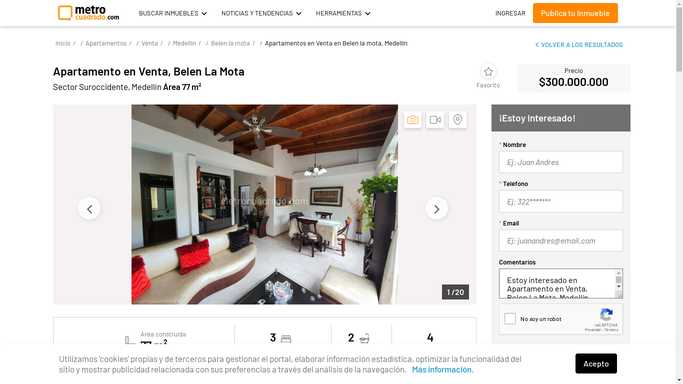 metro
cuadrado.com
BUSCAR INMUEBLES
NOTICIAS Y TENDENCIAS
HERRAMIENTAS
INGRESAR
Publica tu Inmueble
Inicio / / Apartamentos / / Venta / / Medellín / / Belen la mota / / Apartamentos en Venta en Belen la mota, Medellín
VOLVER A LOS RESULTADOS
Apartamento en Venta, Belen La Mota
Sector Suroccidente, Medellín Área 77 m²
Favorito
Precio
$300.000.000
metrocuadrado.com
1 / 20
¡Estoy Interesado!
* Nombre
Ej: Juan Andres
* Teléfono
Ej: 322*******
* Email
Ej: juanandres@email.com
Comentarios
Estoy interesado en
Apartamento en Venta,
Belen La Mota, Medellín
No soy un robot
reCAPTCHA
Privacidad - Términos
Área construida
77 m²
3
2
4
Utilizamos 'cookies' propias y de terceros para gestionar el portal, elaborar información estadística, optimizar la funcionalidad del
sitio y mostrar publicidad relacionada con sus preferencias a través del análisis de la navegación. Más información.
Acepto